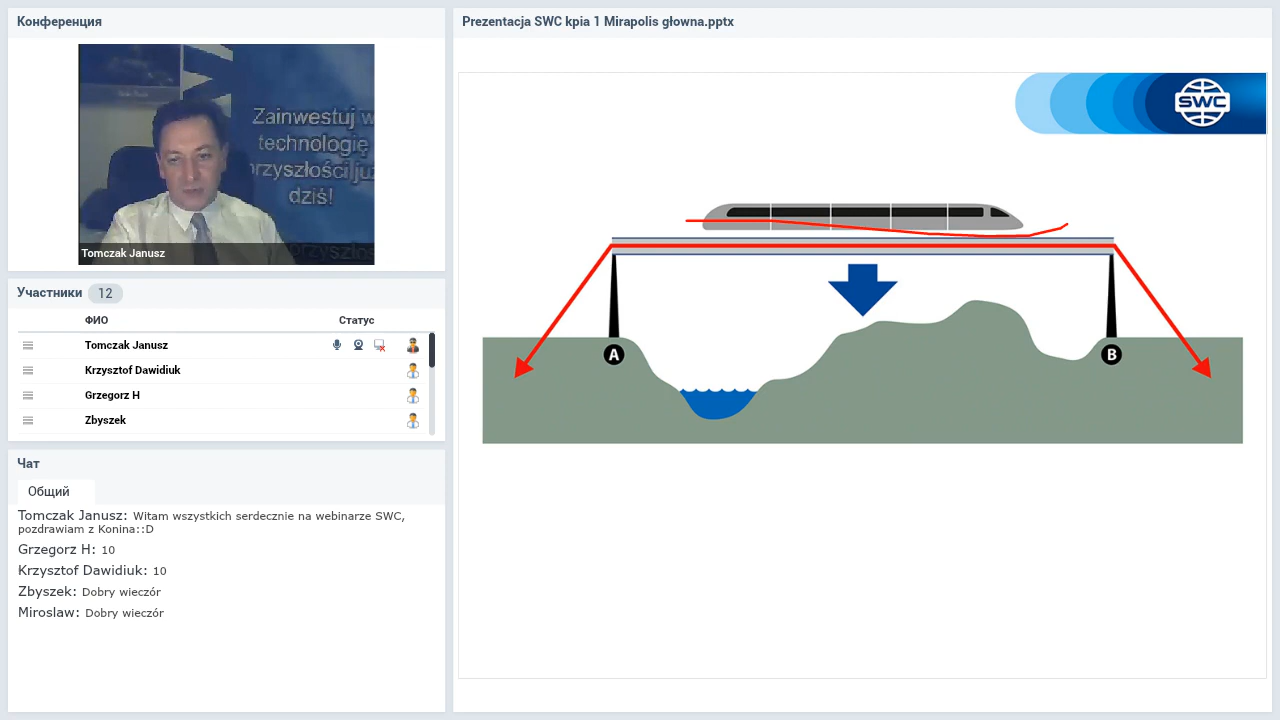 Конференция
Zainwestuj w
technologię
przyszłości już
dziś!
Tomczak Janusz
Участники 12
ФИО Статус
Tomczak Janusz
Krzysztof Dawidiuk
Grzegorz H
Zbyszek
Чат
Общий
Tomczak Janusz: Witam wszystkich serdecznie na webinarze SWC,
pozdrawiam z Konina::D
Grzegorz H: 10
Krzysztof Dawidiuk: 10
Zbyszek: Dobry wieczór
Miroslaw: Dobry wieczór
Prezentacja SWC kpia 1 Mirapolis głowna.pptx
SWC
A
B